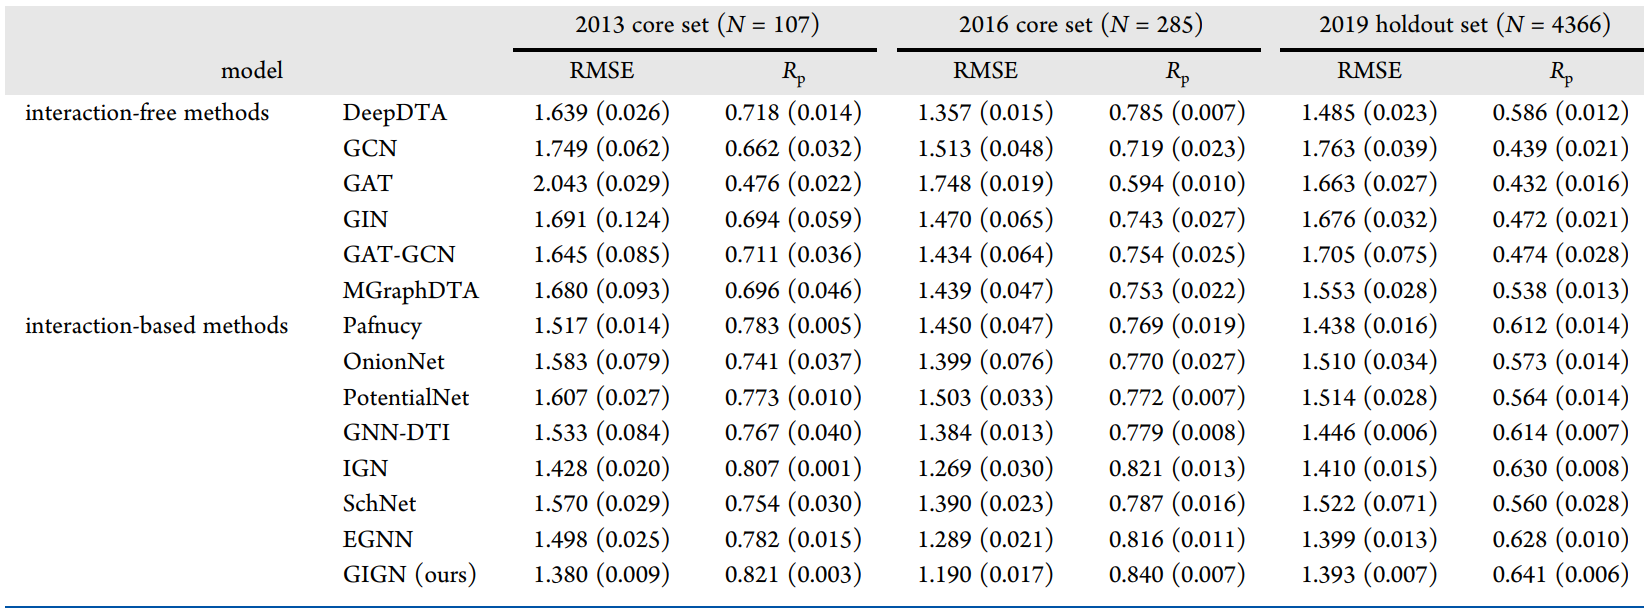 2013 core set (N = 107) 2016 core set (N = 285) 2019 holdout set (N = 4366)
model RMSE Rp RMSE Rp RMSE Rp
interaction-free methods DeepDTA 1.639 (0.026) 0.718 (0.014) 1.357 (0.015) 0.785 (0.007) 1.485 (0.023) 0.586 (0.012)
GCN 1.749 (0.062) 0.662 (0.032) 1.513 (0.048) 0.719 (0.023) 1.763 (0.039) 0.439 (0.021)
GAT 2.043 (0.029) 0.476 (0.022) 1.748 (0.019) 0.594 (0.010) 1.663 (0.027) 0.432 (0.016)
GIN 1.691 (0.124) 0.694 (0.059) 1.470 (0.065) 0.743 (0.027) 1.676 (0.032) 0.472 (0.021)
GAT-GCN 1.645 (0.085) 0.711 (0.036) 1.434 (0.064) 0.754 (0.025) 1.705 (0.075) 0.474 (0.028)
MGraphDTA 1.680 (0.093) 0.696 (0.046) 1.439 (0.047) 0.753 (0.022) 1.553 (0.028) 0.538 (0.013)
interaction-based methods Pafnucy 1.517 (0.014) 0.783 (0.005) 1.450 (0.047) 0.769 (0.019) 1.438 (0.016) 0.612 (0.014)
OnionNet 1.583 (0.079) 0.741 (0.037) 1.399 (0.076) 0.770 (0.027) 1.510 (0.034) 0.573 (0.014)
PotentialNet 1.607 (0.027) 0.773 (0.010) 1.503 (0.033) 0.772 (0.007) 1.514 (0.028) 0.564 (0.014)
GNN-DTI 1.533 (0.084) 0.767 (0.040) 1.384 (0.013) 0.779 (0.008) 1.446 (0.006) 0.614 (0.007)
IGN 1.428 (0.020) 0.807 (0.001) 1.269 (0.030) 0.821 (0.013) 1.410 (0.015) 0.630 (0.008)
SchNet 1.570 (0.029) 0.754 (0.030) 1.390 (0.023) 0.787 (0.016) 1.522 (0.071) 0.560 (0.028)
EGNN 1.498 (0.025) 0.782 (0.015) 1.289 (0.021) 0.816 (0.011) 1.399 (0.013) 0.628 (0.010)
GIGN (ours) 1.380 (0.009) 0.821 (0.003) 1.190 (0.017) 0.840 (0.007) 1.393 (0.007) 0.641 (0.006)